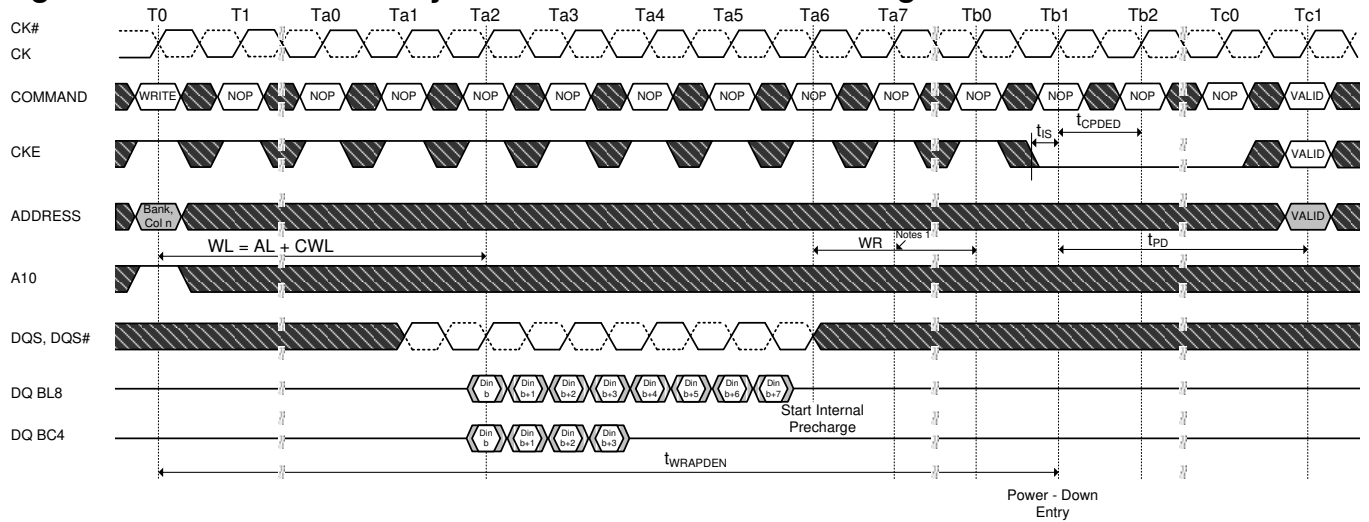 T0 T1 Ta0 Ta1 Ta2 Ta3 Ta4 Ta5 Ta6 Ta7 Tb0 Tb1 Tb2 Tc0 Tc1
CK#
CK
COMMAND WRITE NOP NOP NOP NOP NOP NOP NOP NOP NOP NOP NOP NOP NOP VALID
tIS tCPDED
CKE VALID
ADDRESS Bank, Col n VALID
WL = AL + CWL WR Notes 1 tPD
A10
DQS, DQS#
DQ BL8 Din b Din b+1 Din b+2 Din b+3 Din b+4 Din b+5 Din b+6 Din b+7
Start Internal
Precharge
DQ BC4 Din b Din b+1 Din b+2 Din b+3
tWRAPDEN
Power - Down
Entry